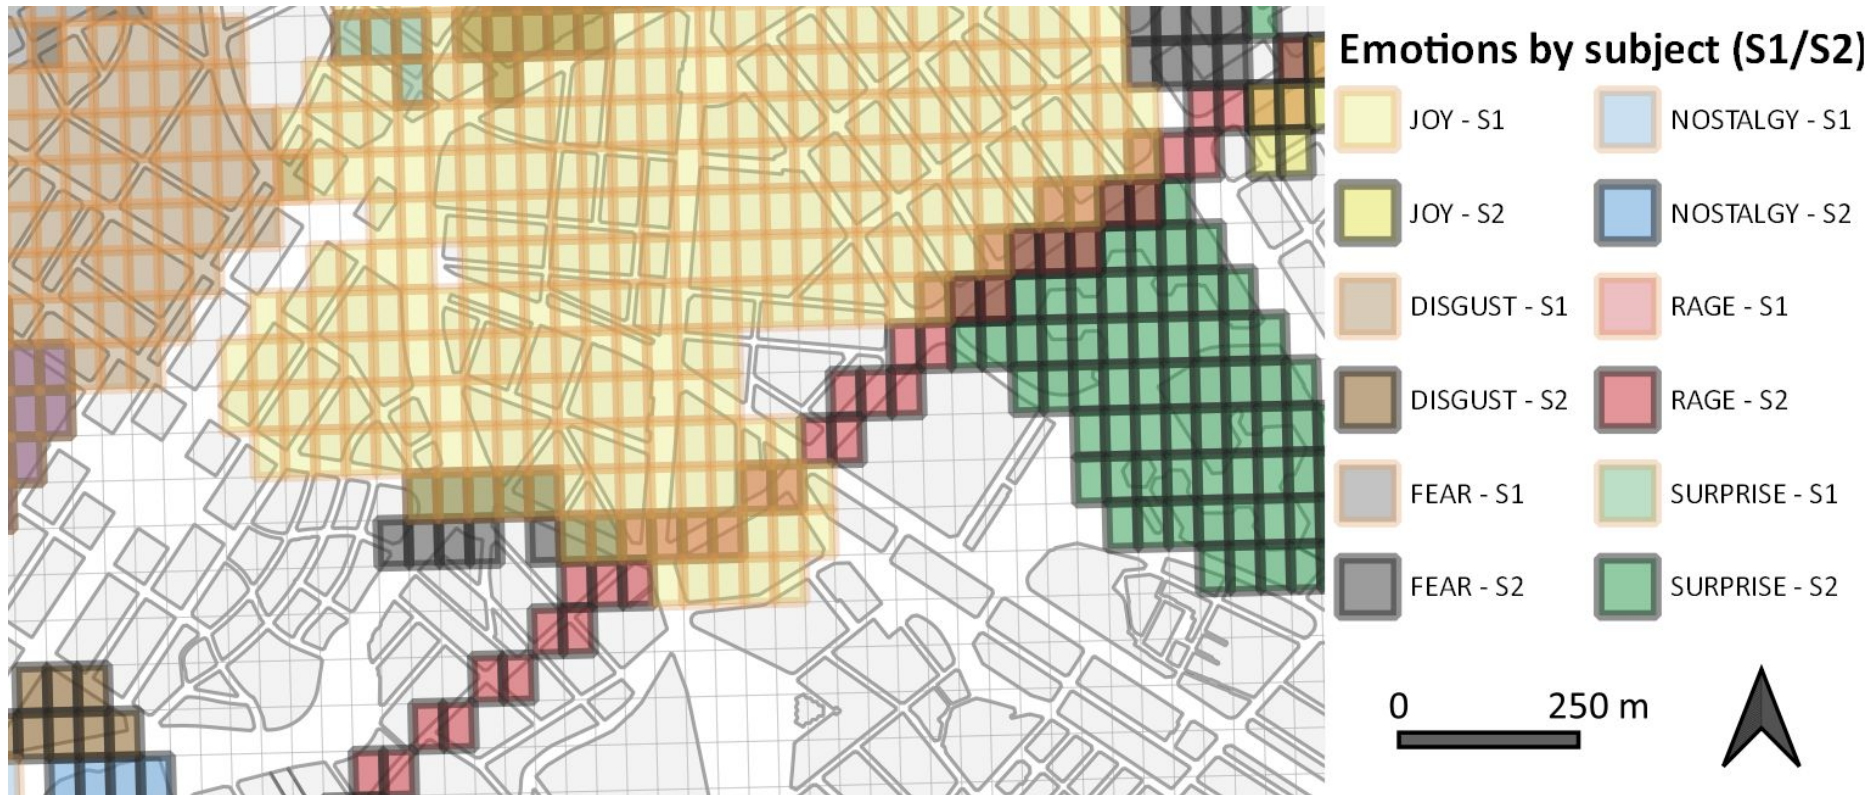 Emotions by subject (S1/S2)
JOY - S1
NOSTALGY - S1
JOY - S2
NOSTALGY - S2
DISGUST - S1
RAGE - S1
DISGUST - S2
RAGE - S2
FEAR - S1
SURPRISE - S1
FEAR - S2
SURPRISE - S2
0 250 m